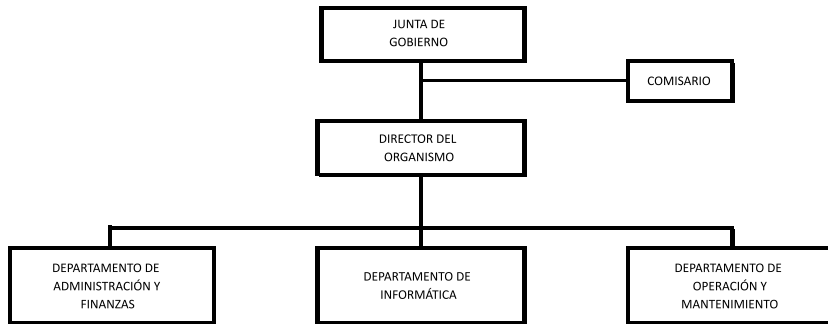 JUNTA DE
GOBIERNO
COMISARIO
DIRECTOR DEL
ORGANISMO
DEPARTAMENTO DE
ADMINISTRACIÓN Y
FINANZAS
DEPARTAMENTO DE
INFORMÁTICA
DEPARTAMENTO DE
OPERACIÓN Y
MANTENIMIENTO